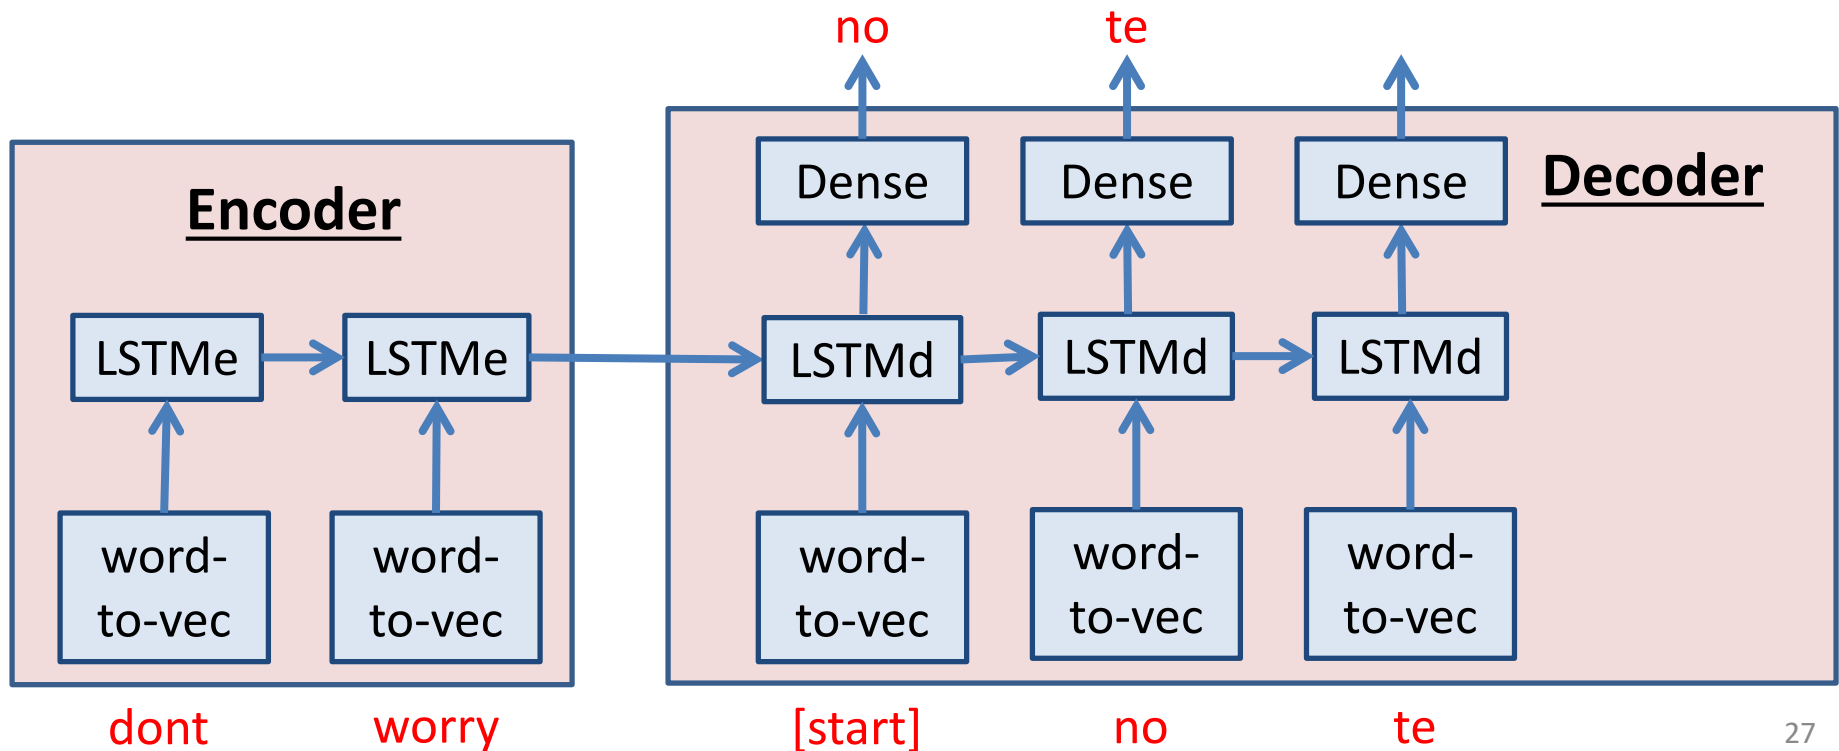 no te
Dense Dense Dense
Encoder
Decoder
LSTMe LSTMe LSTMd LSTMd LSTMd
word-
to-vec
word-
to-vec
word-
to-vec
word-
to-vec
word-
to-vec
dont worry [start] no te
27